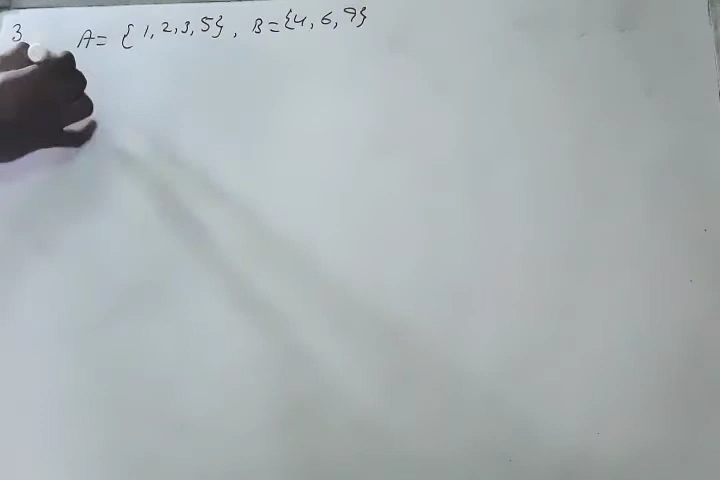 3 A = { 1, 2, 3, 5} , B = {4, 6, 9}